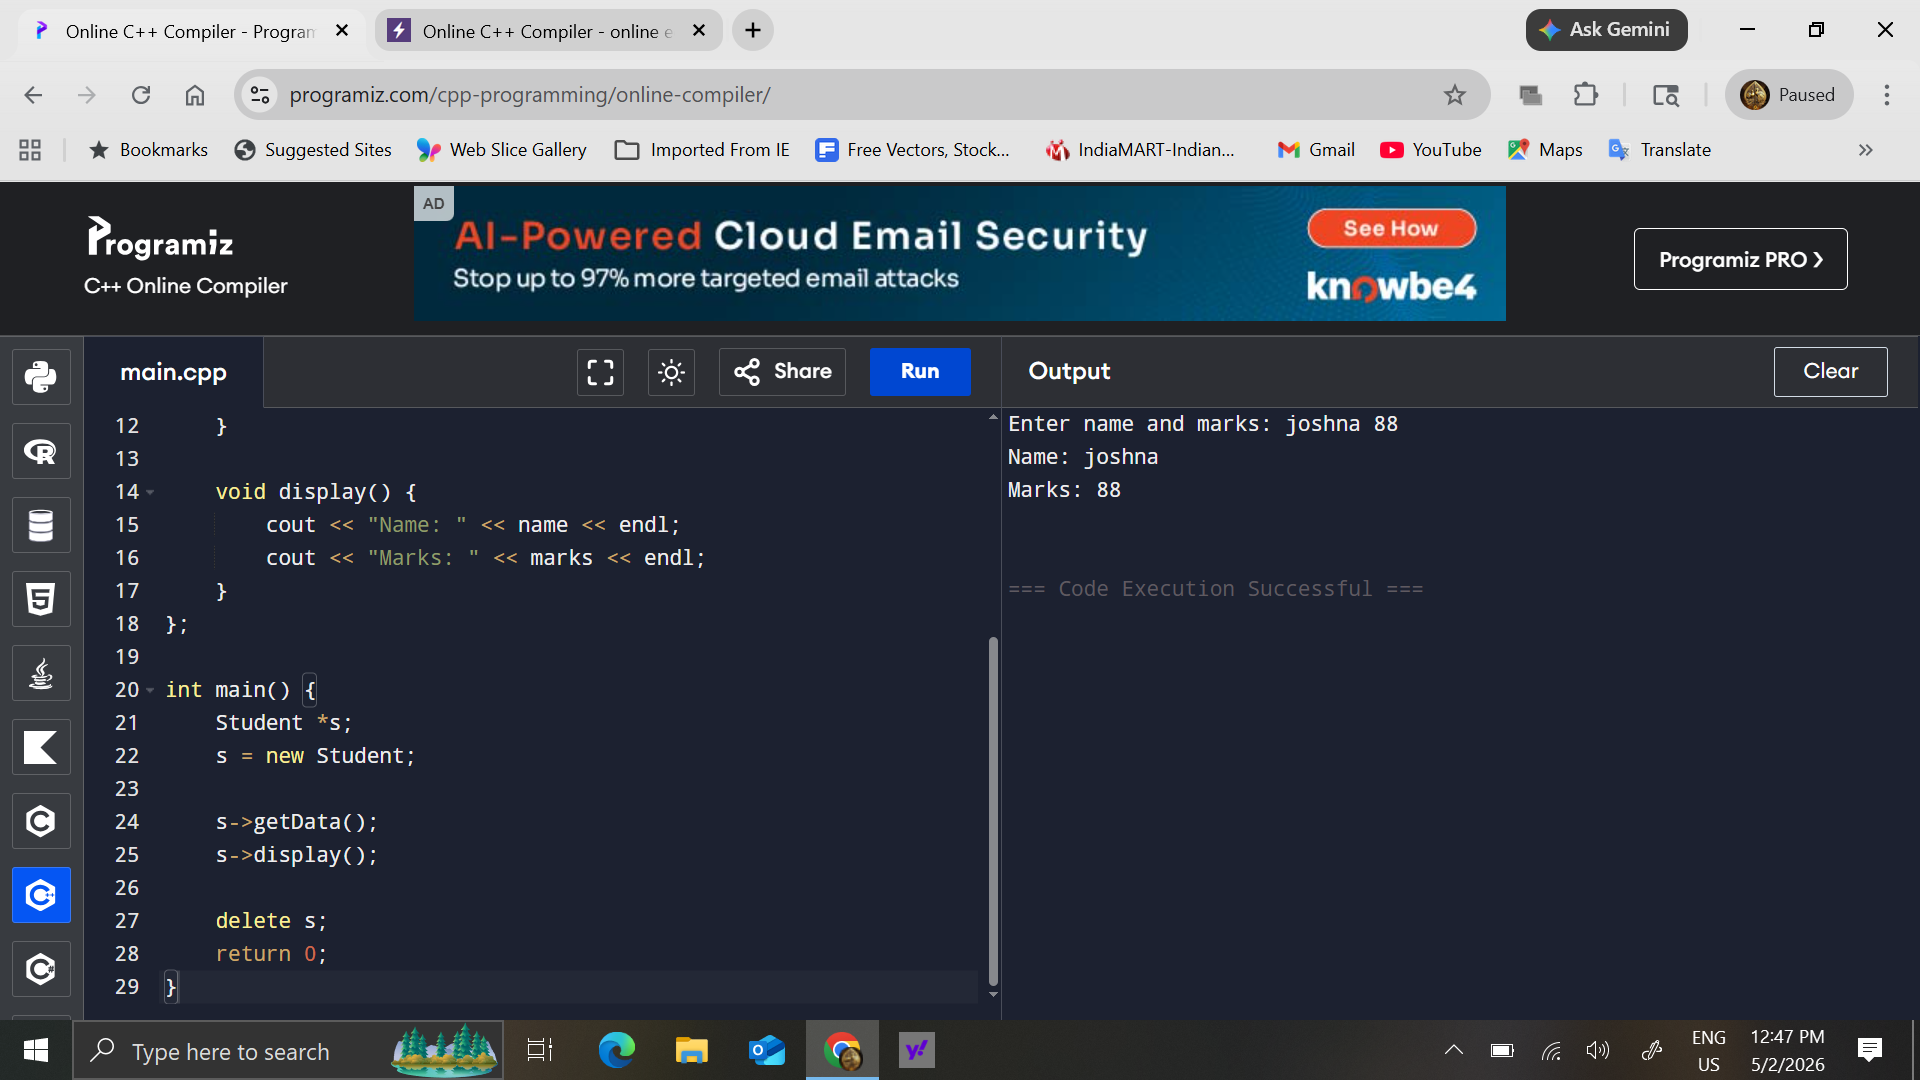 Online C++ Compiler - Program
Online C++ Compiler - online e
Ask Gemini
programiz.com/cpp-programming/online-compiler/
Paused
Bookmarks
Suggested Sites
Web Slice Gallery
Imported From IE
Free Vectors, Stock...
IndiaMART-Indian...
Gmail
YouTube
Maps
Translate
Programiz
C++ Online Compiler
AD
AI-Powered Cloud Email Security
Stop up to 97% more targeted email attacks
See How
knowbe4
Programiz PRO
main.cpp
Share
Run
Output
Clear
12 }
13
14 void display() {
15 cout << "Name: " << name << endl;
16 cout << "Marks: " << marks << endl;
17 }
18 };
19
20 int main() {
21 Student *s;
22 s = new Student;
23
24 s->getData();
25 s->display();
26
27 delete s;
28 return 0;
29 }
Enter name and marks: joshna 88
Name: joshna
Marks: 88
=== Code Execution Successful ===
Type here to search
ENG
US
12:47 PM
5/2/2026